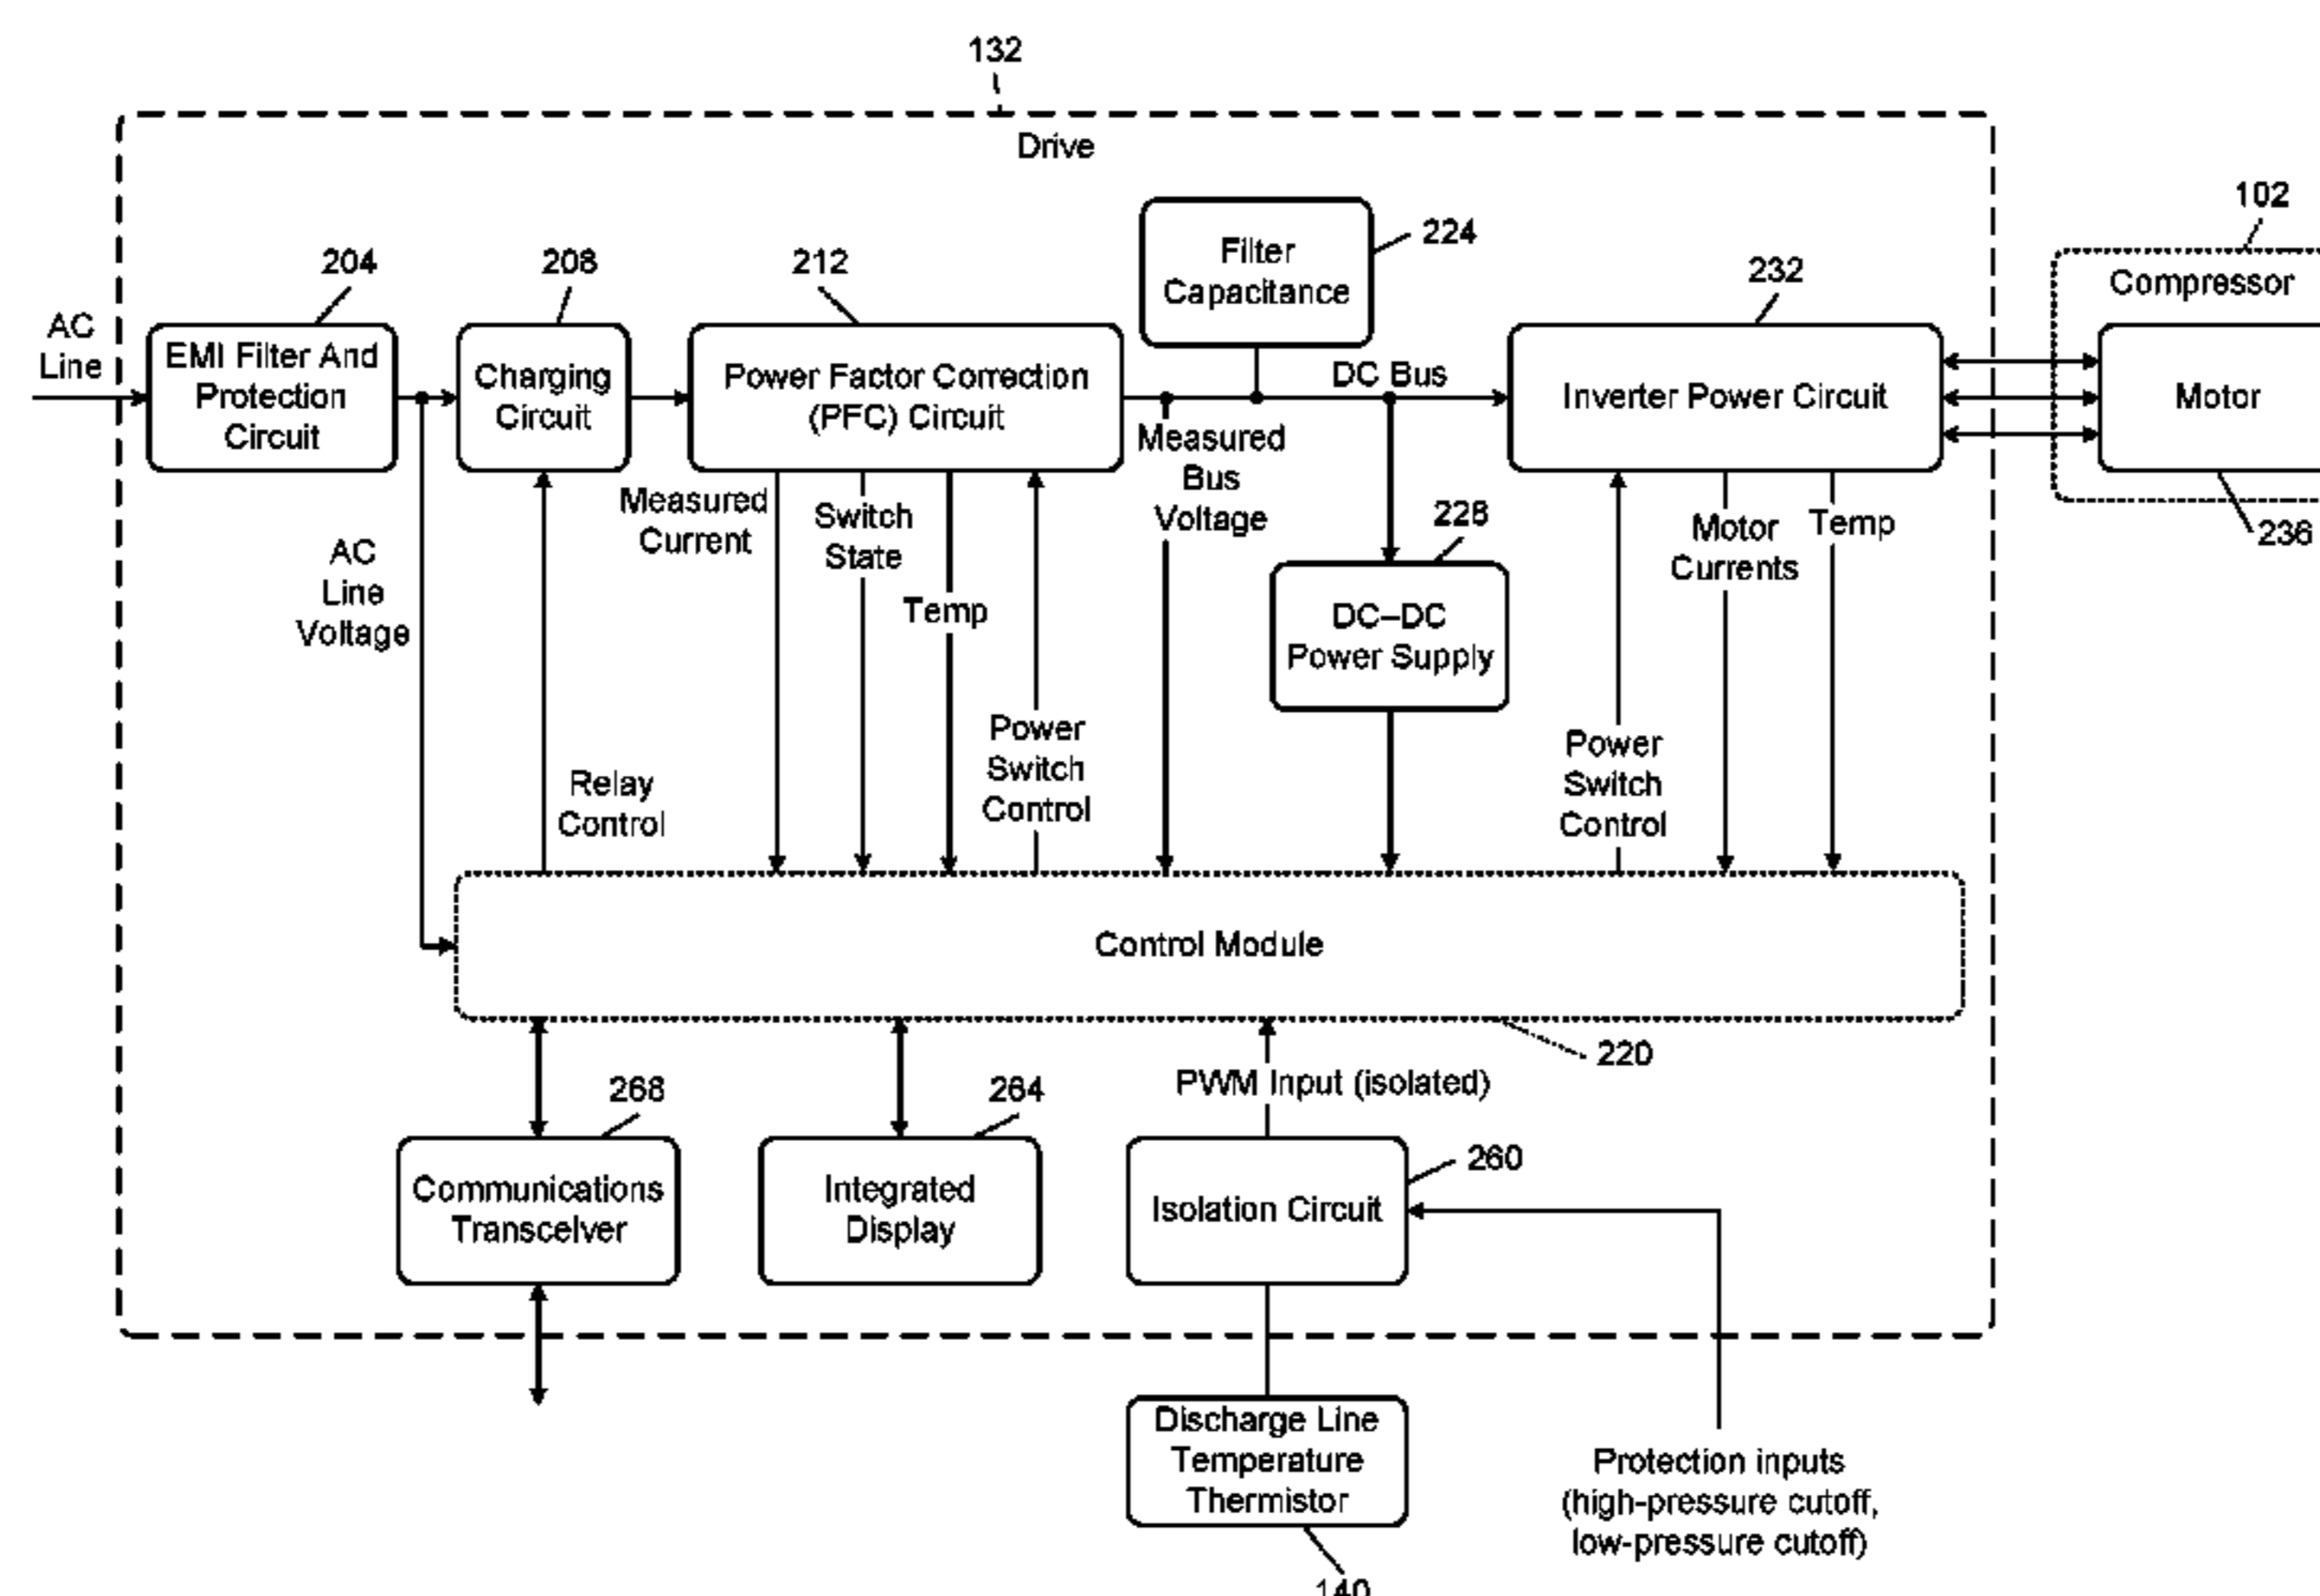 132
Drive
102
Compressor
224
Filter
Capacitance
204
208
212
232
AC
Line
EMI Filter And
Protection
Circuit
Charging
Circuit
Power Factor Correction
(PFC) Circuit
DC Bus
Inverter Power Circuit
Motor
236
Measured
Bus
Voltage
Measured
Current
Switch
State
Temp
228
DC–DC
Power Supply
Motor
Currents
Temp
AC
Line
Voltage
Relay
Control
Power
Switch
Control
Power
Switch
Control
Control Module
220
PWM Input (isolated)
268
264
260
Communications
Transceiver
Integrated
Display
Isolation Circuit
Discharge Line
Temperature
Thermistor
140
Protection inputs
(high-pressure cutoff,
low-pressure cutoff)